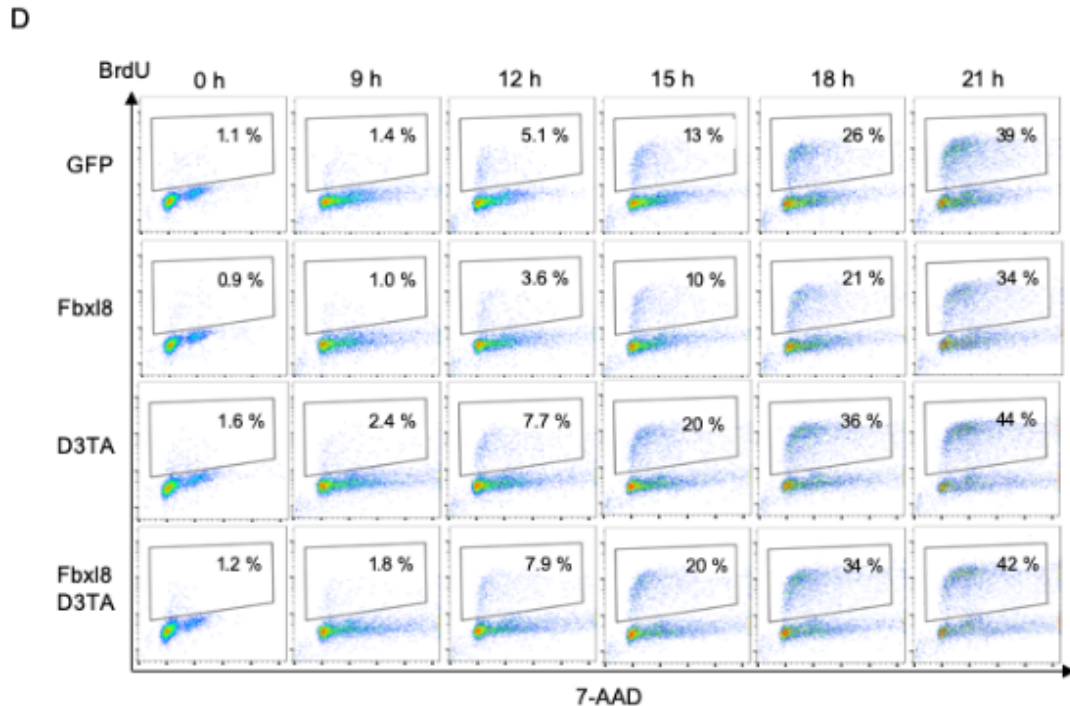 D
BrdU
0 h 9 h 12 h 15 h 18 h 21 h
GFP 1.1 % 1.4 % 5.1 % 13 % 26 % 39 %
Fbxl8 0.9 % 1.0 % 3.6 % 10 % 21 % 34 %
D3TA 1.6 % 2.4 % 7.7 % 20 % 36 % 44 %
Fbxl8
D3TA 1.2 % 1.8 % 7.9 % 20 % 34 % 42 %
7-AAD